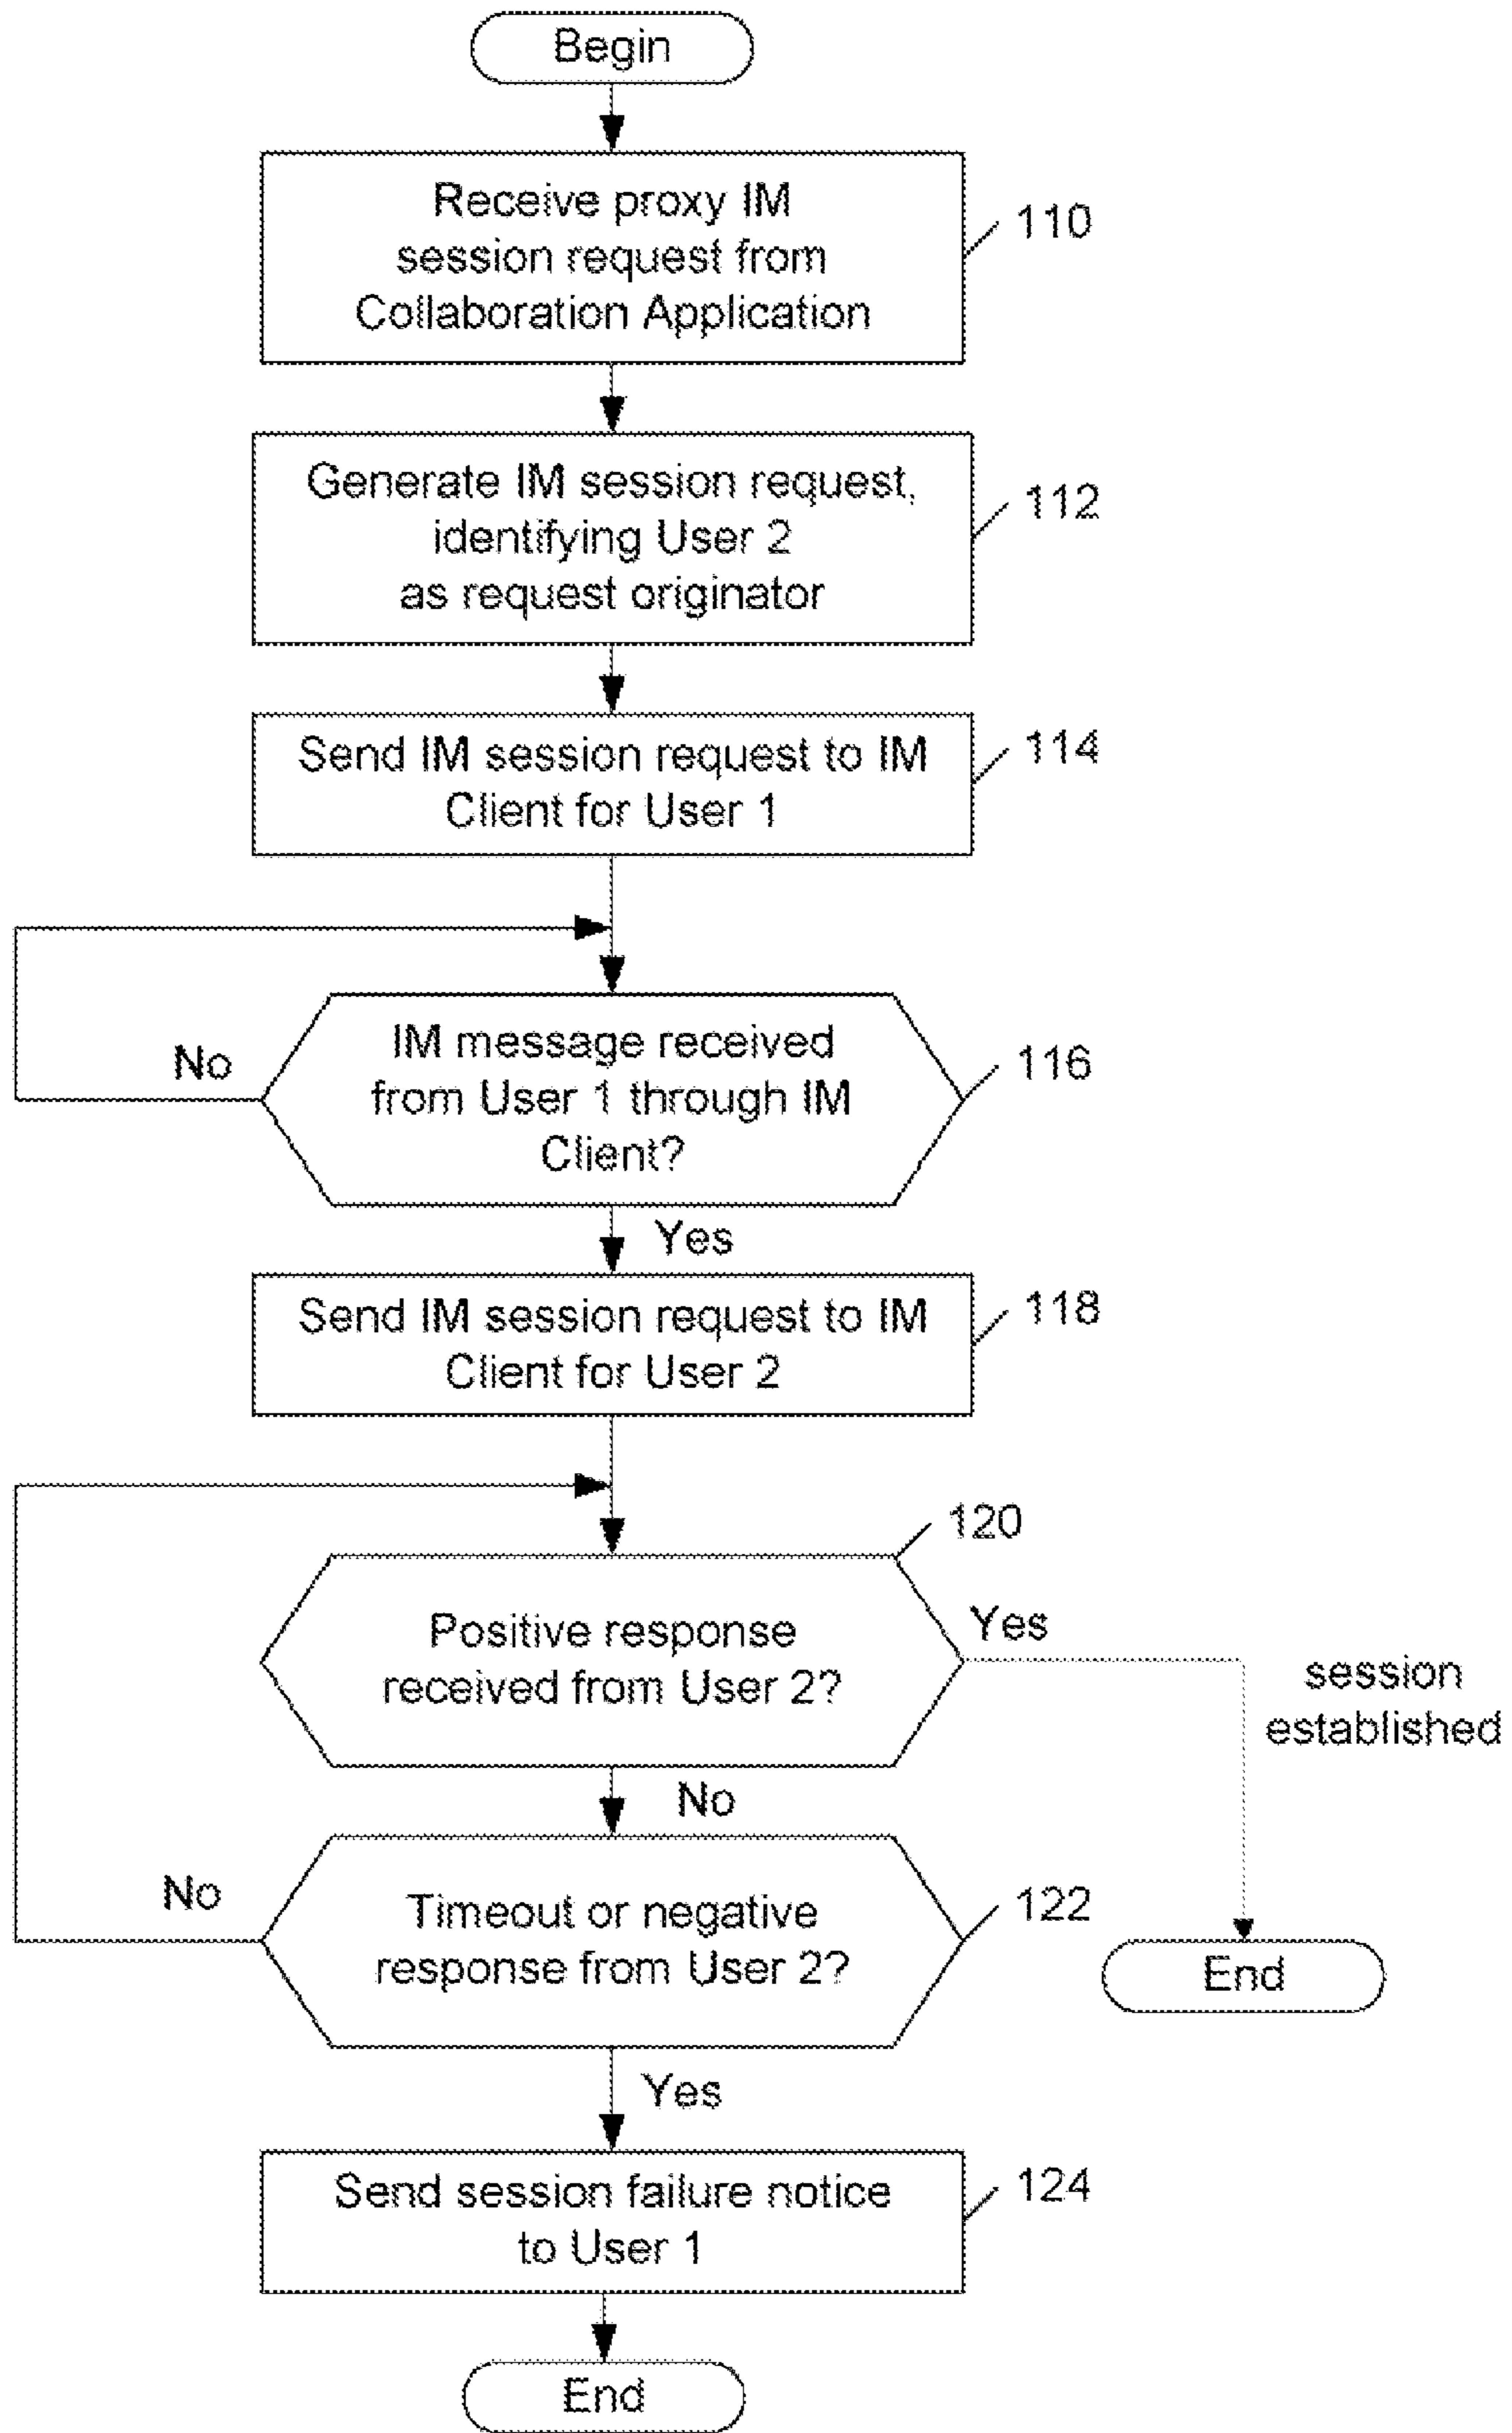 Begin
Receive proxy IM
session request from
Collaboration Application
110
Generate IM session request,
identifying User 2
as request originator
112
Send IM session request to IM
Client for User 1
114
No
IM message received
from User 1 through IM
Client?
116
Yes
Send IM session request to IM
Client for User 2
118
120
Positive response
received from User 2?
Yes
session
established
No
No
Timeout or negative
response from User 2?
122
End
Yes
Send session failure notice
to User 1
124
End